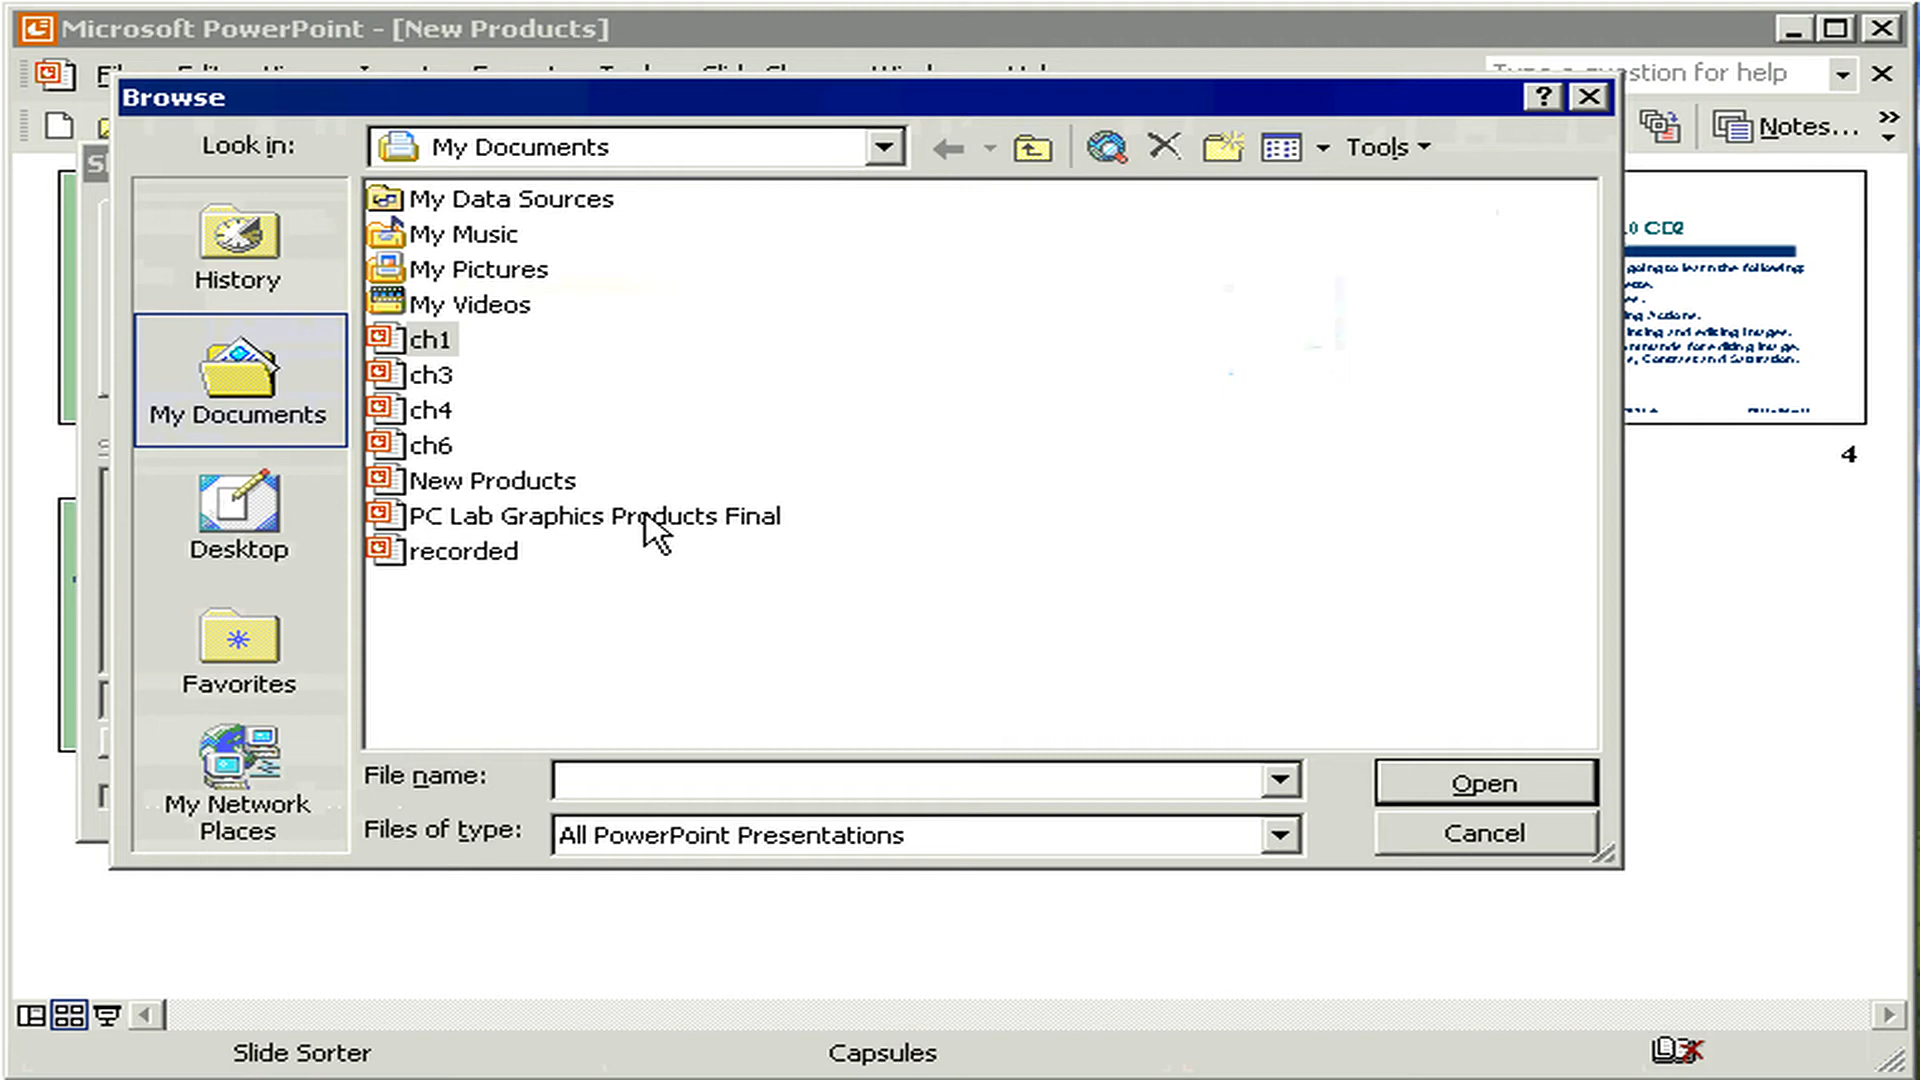 Microsoft PowerPoint - [New Products]
question for help
Browse
Look in:
My Documents
Tools
Notes...
My Data Sources
My Music
My Pictures
My Videos
ch1
ch3
ch4
ch6
New Products
PC Lab Graphics Products Final
recorded
History
My Documents
Desktop
Favorites
My Network
Places
File name:
Open
Files of type:
All PowerPoint Presentations
Cancel
4
Slide Sorter
Capsules